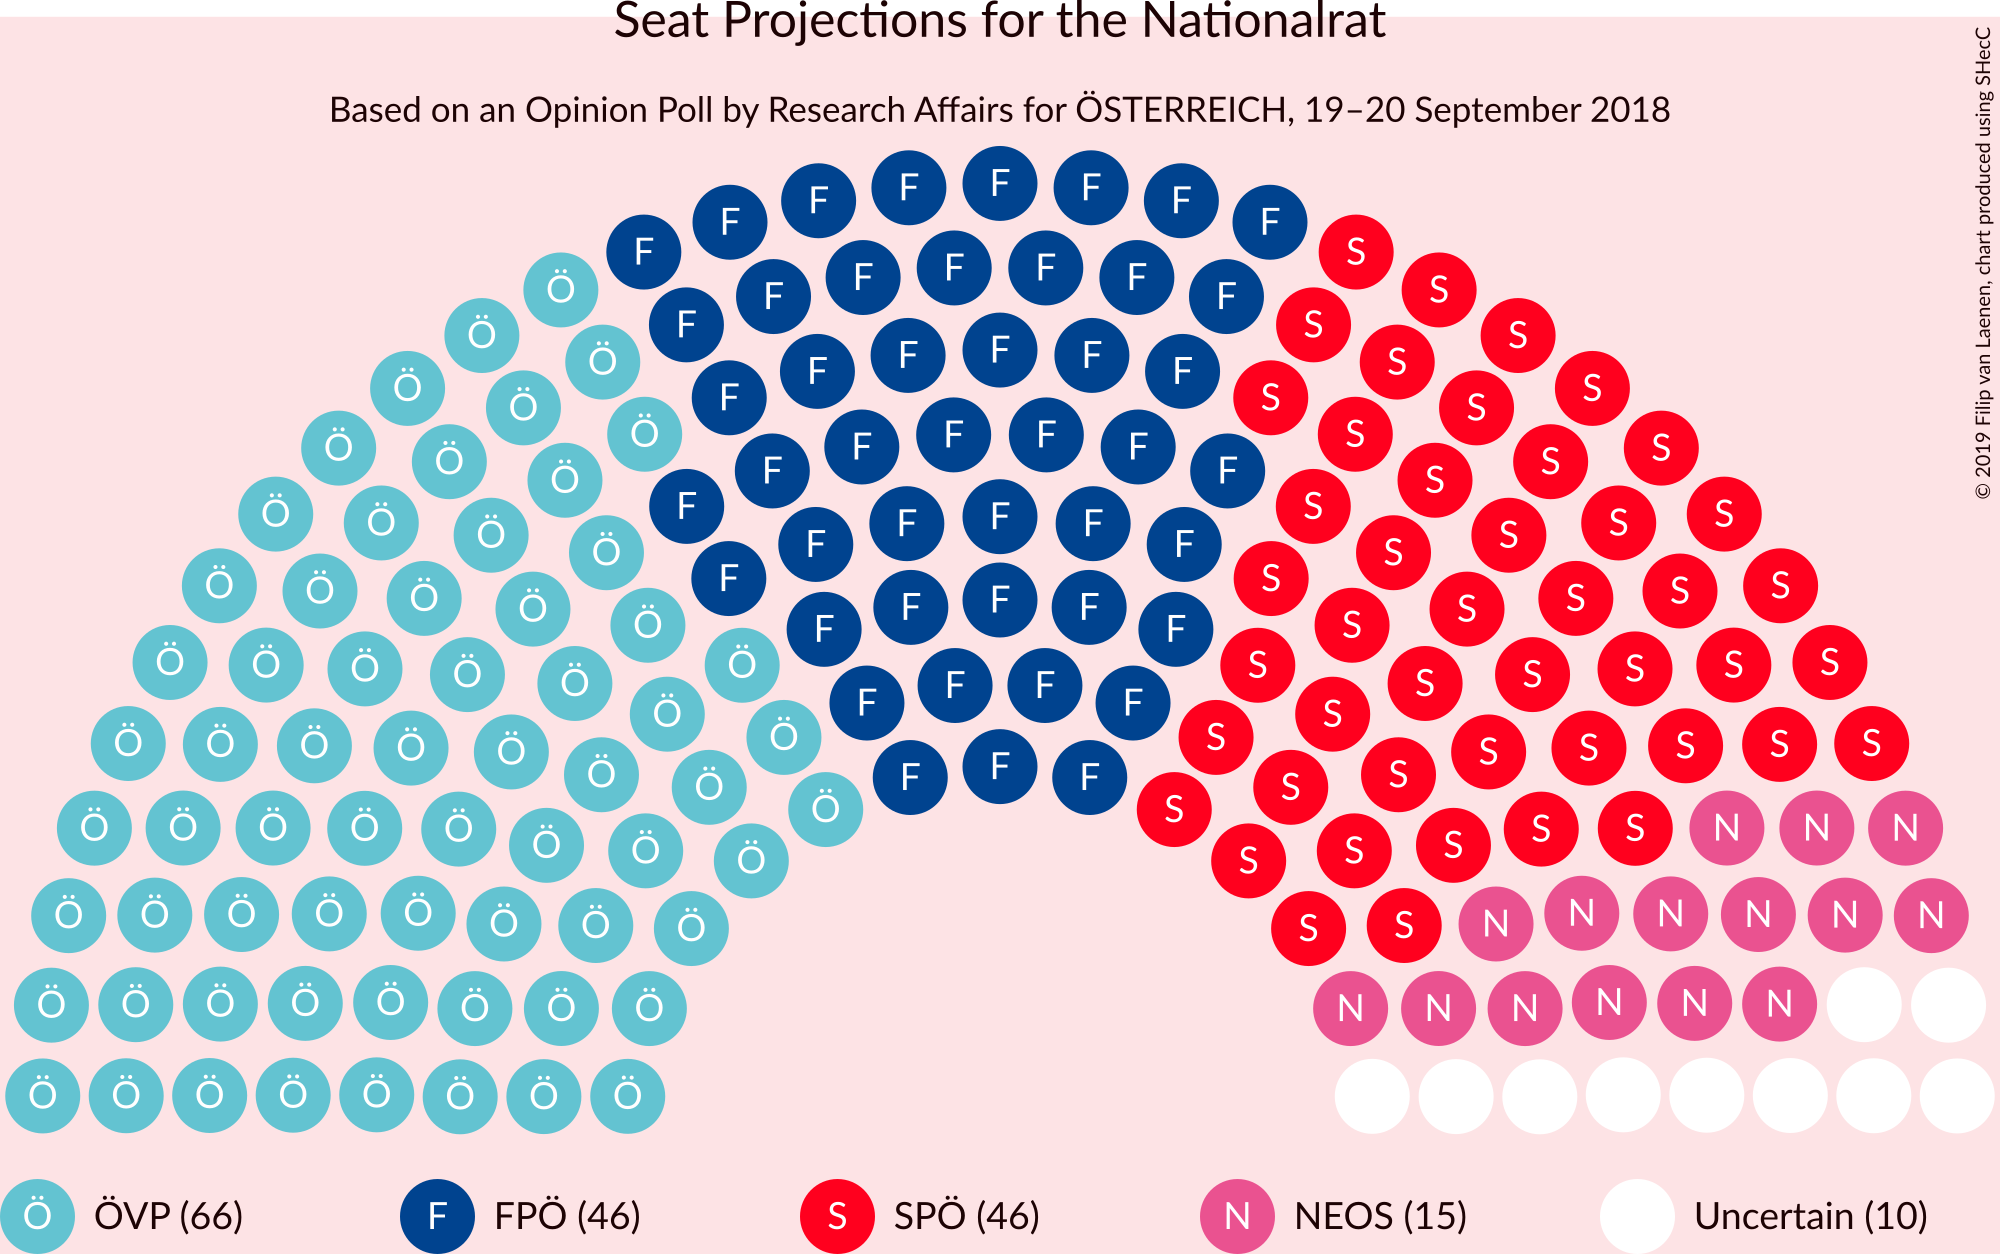 Seat Projections for the Nationalrat
Based on an Opinion Poll by Research Affairs for ÖSTERREICH, 19–20 September 2018
© 2019 Filip van Laenen, chart produced using SHecC
F F F F F F F F S
F Ö S
F F F F F F Ö S
F S Ö S
F F F F F Ö S
Ö F S Ö S
F F F F Ö S Ö S
F Ö S Ö S
F S Ö S Ö S
F F F F F Ö S Ö S
Ö S F S Ö S
Ö S Ö S
F F F F F Ö S Ö S
Ö S Ö S Ö S Ö S Ö S
F F F F Ö S Ö S
Ö S Ö S Ö S Ö S Ö S Ö S Ö S
F F F Ö S Ö S
Ö Ö Ö Ö Ö Ö S S S N N N
Ö Ö S S
Ö Ö Ö Ö Ö Ö Ö Ö S S N N N N N N
Ö Ö Ö Ö Ö Ö Ö Ö N N N N N N
Ö Ö Ö Ö Ö Ö Ö Ö
Ö ÖVP (66) F FPÖ (46) S SPÖ (46) N NEOS (15) Uncertain (10)